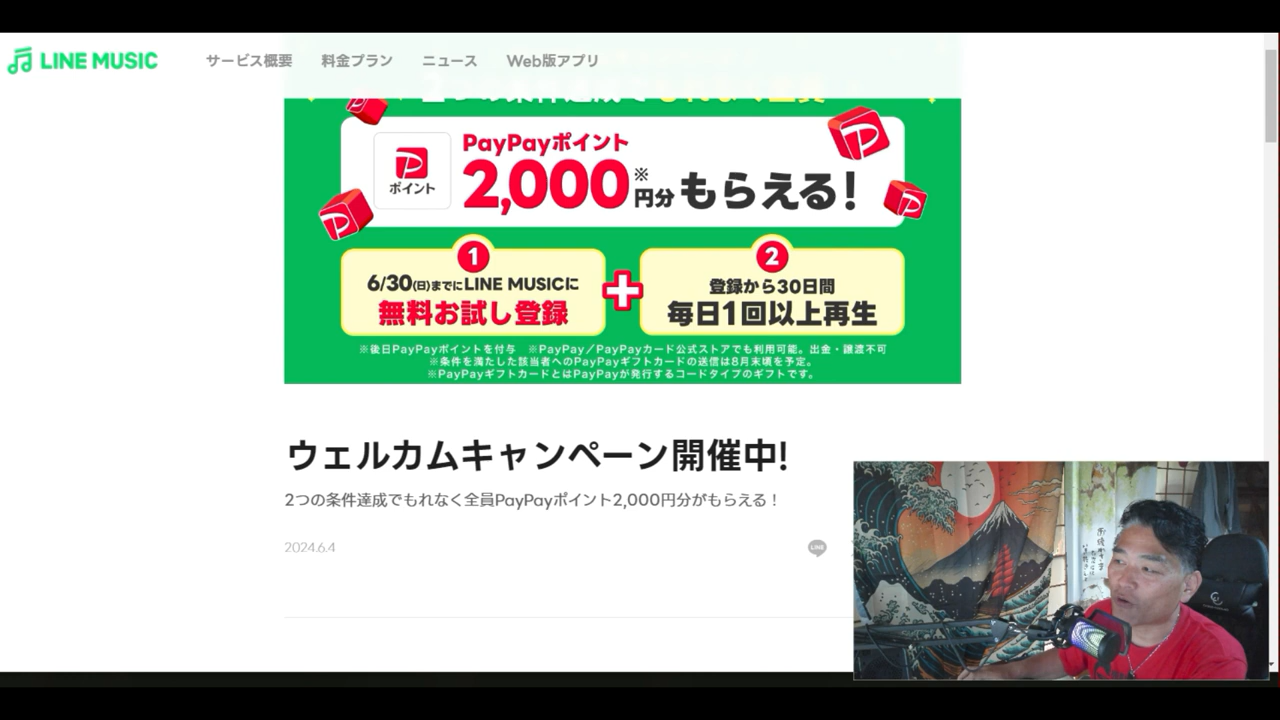 LINE MUSIC
サービス概要 料金プラン ニュース Web版アプリ
PayPayポイント
ポイント
2,000※円分もらえる!
1
6/30(日)までにLINE MUSICに
無料お試し登録
+
2
登録から30日間
毎日1回以上再生
※後日PayPayポイントを付与 ※PayPay/PayPayカード公式ストアでも利用可能。出金・譲渡不可
※条件を満たした該当者へのPayPayギフトカードの送信は8月末頃を予定。
※PayPayギフトカードとはPayPayが発行するコードタイプのギフトです。
ウェルカムキャンペーン開催中!
2つの条件達成でもれなく全員PayPayポイント2,000円分がもらえる!
2024.6.4
LINE